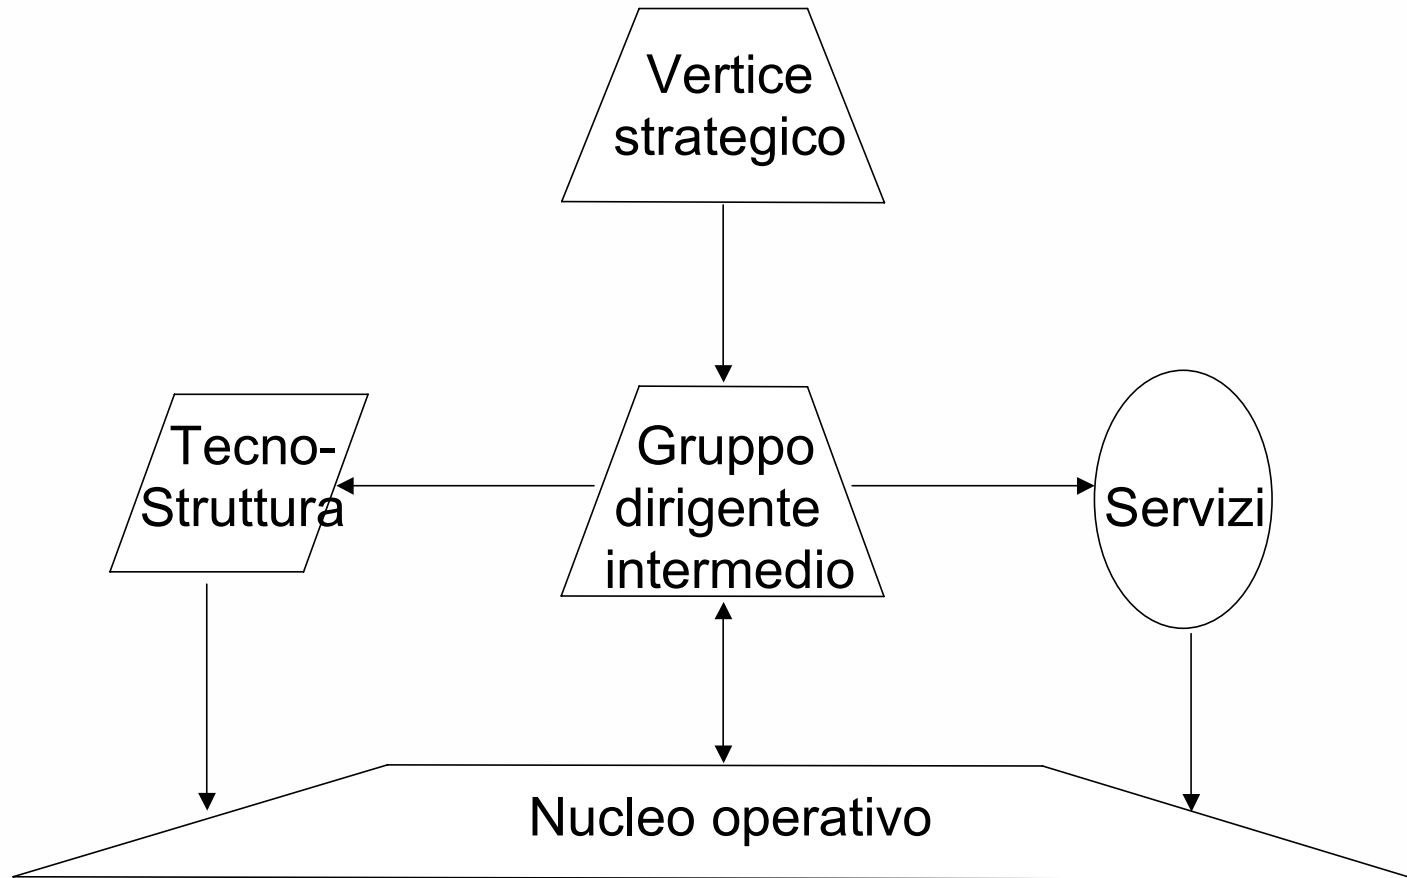 Vertice
strategico
Tecno-
Struttura
Gruppo
dirigente
intermedio
Servizi
Nucleo operativo